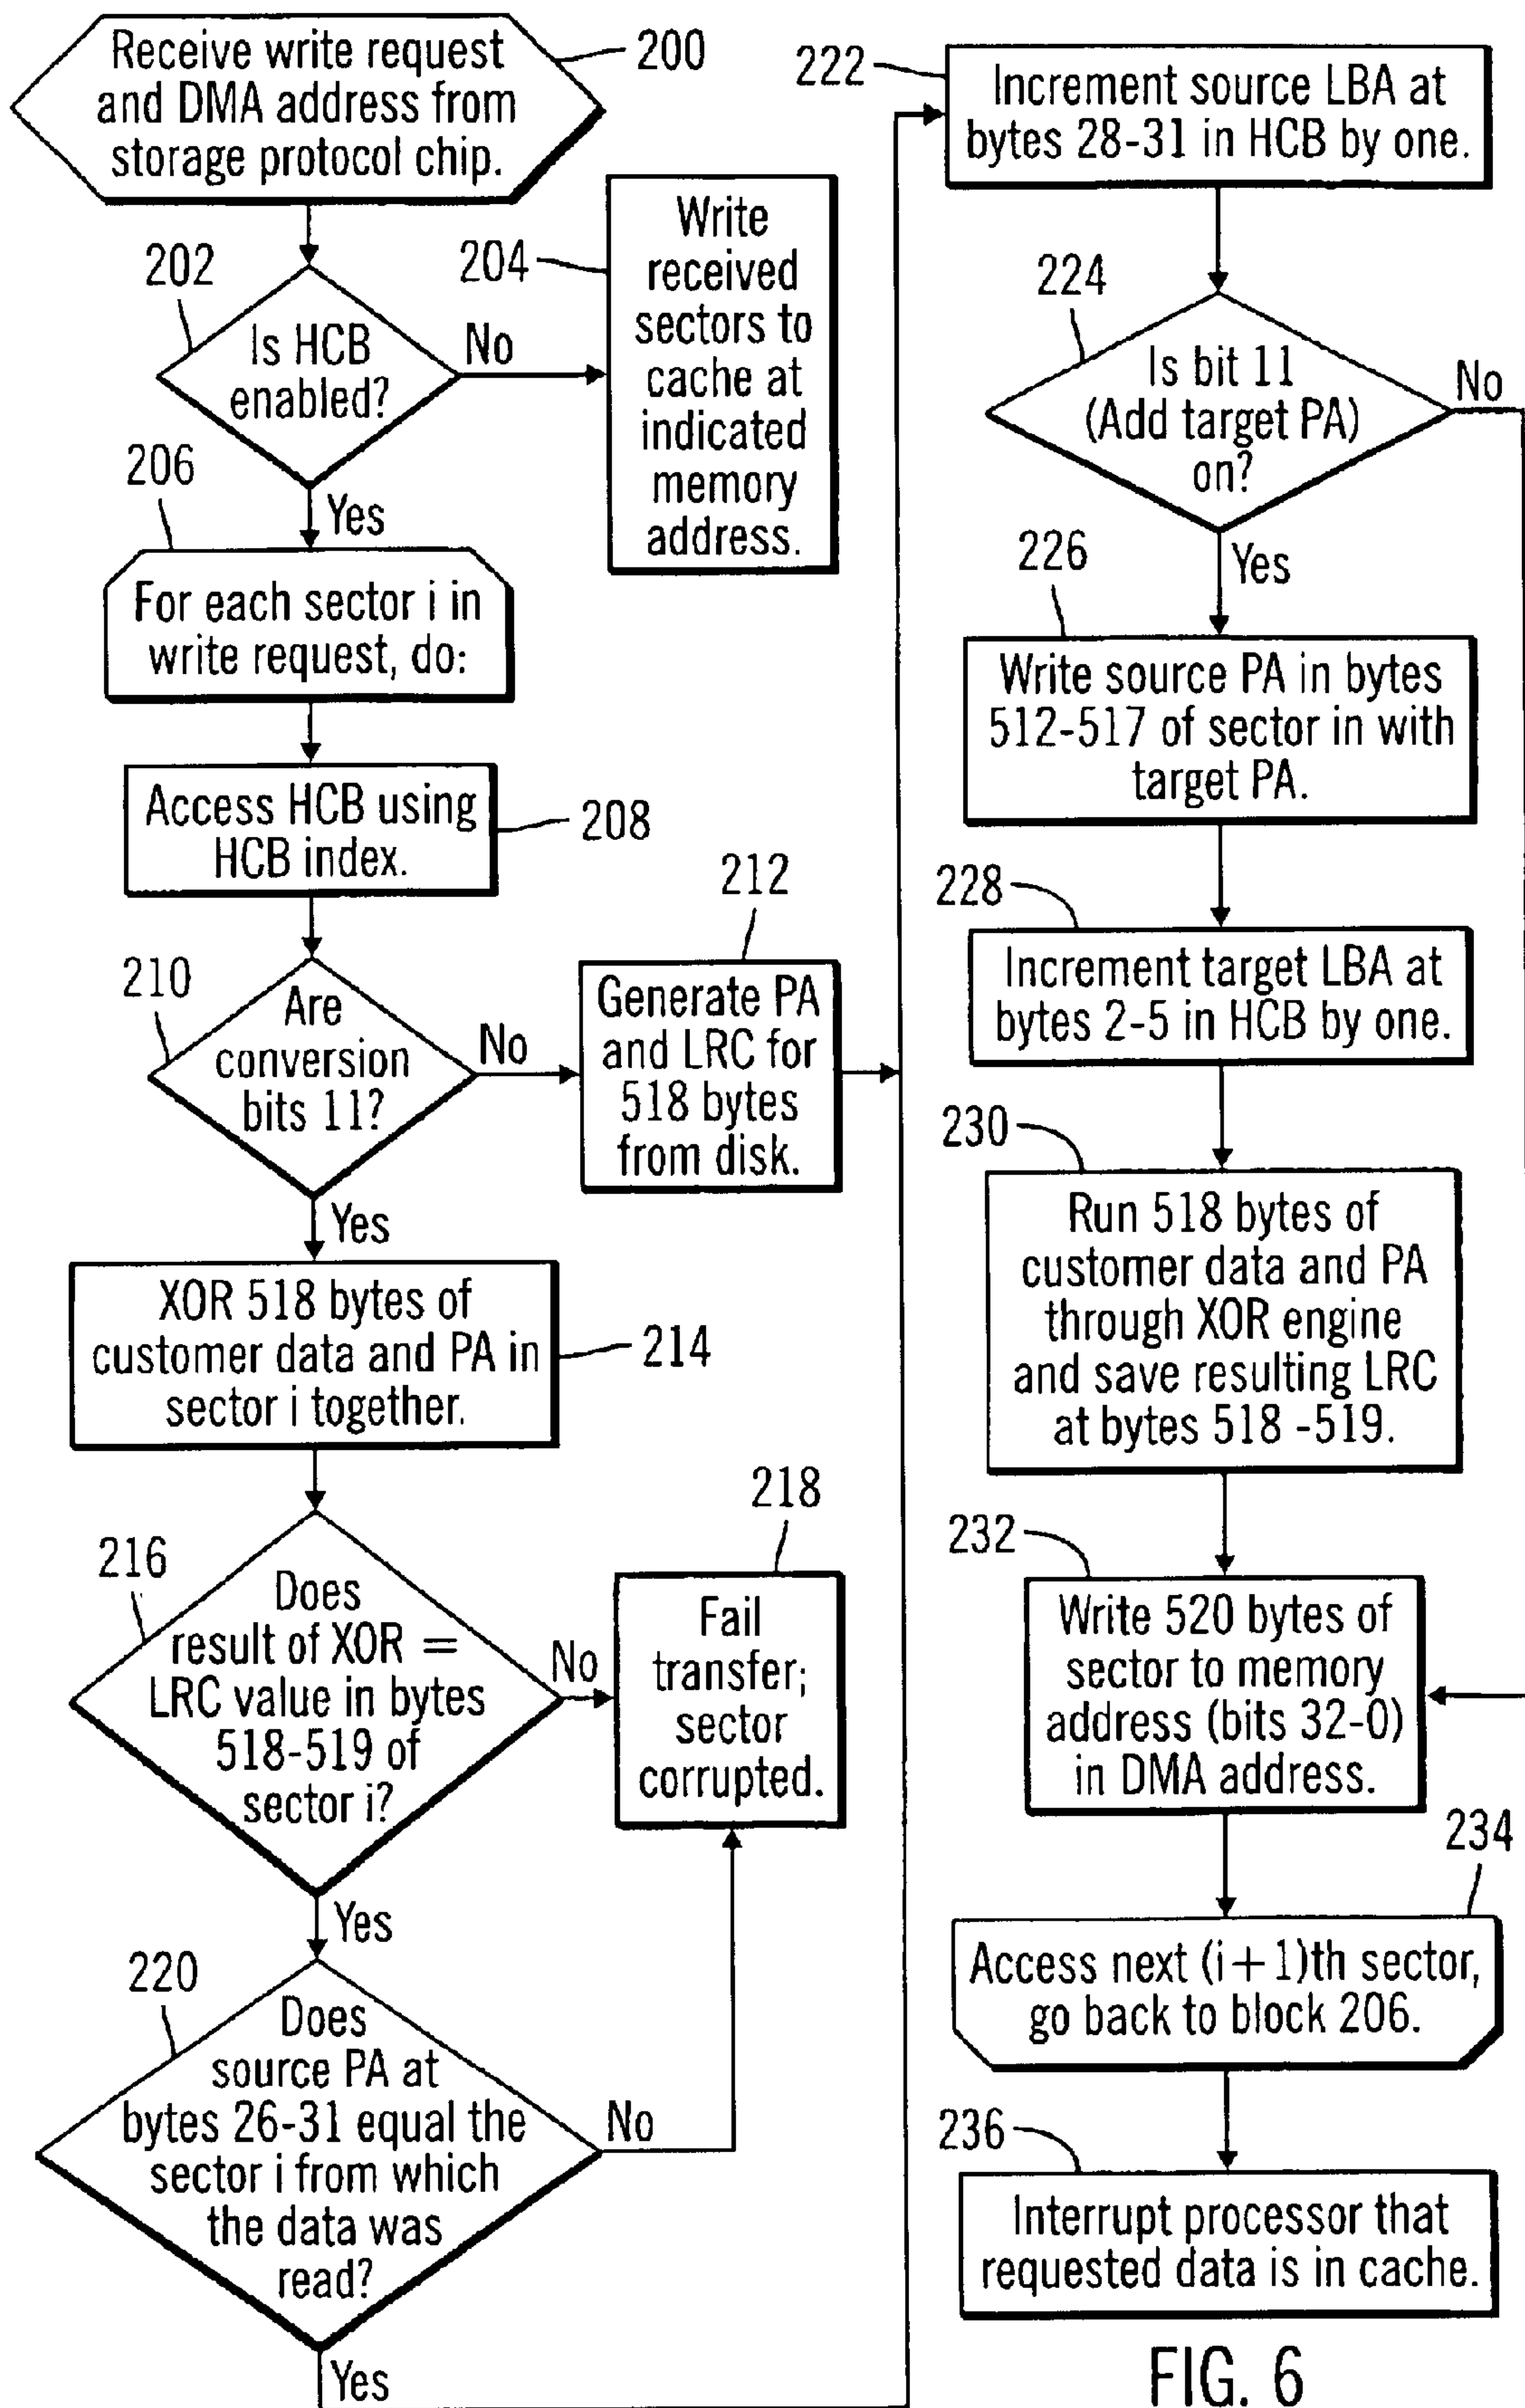 Receive write request
and DMA address from
storage protocol chip.
200
202
Is HCB
enabled?
No
204
Write
received
sectors to
cache at
indicated
memory
address.
Yes
206
For each sector i in
write request, do:
Access HCB using
HCB index.
208
210
Are
conversion
bits 11?
No
212
Generate PA
and LRC for
518 bytes
from disk.
Yes
XOR 518 bytes of
customer data and PA in
sector i together.
214
216
Does
result of XOR =
LRC value in bytes
518-519 of
sector i?
No
218
Fail
transfer;
sector
corrupted.
Yes
220
Does
source PA at
bytes 26-31 equal the
sector i from which
the data was
read?
No
Yes
222
Increment source LBA at
bytes 28-31 in HCB by one.
224
Is bit 11
(Add target PA)
on?
No
Yes
226
Write source PA in bytes
512-517 of sector in with
target PA.
228
Increment target LBA at
bytes 2-5 in HCB by one.
230
Run 518 bytes of
customer data and PA
through XOR engine
and save resulting LRC
at bytes 518 -519.
232
Write 520 bytes of
sector to memory
address (bits 32-0)
in DMA address.
234
Access next (i+1)th sector,
go back to block 206.
236
Interrupt processor that
requested data is in cache.
FIG. 6